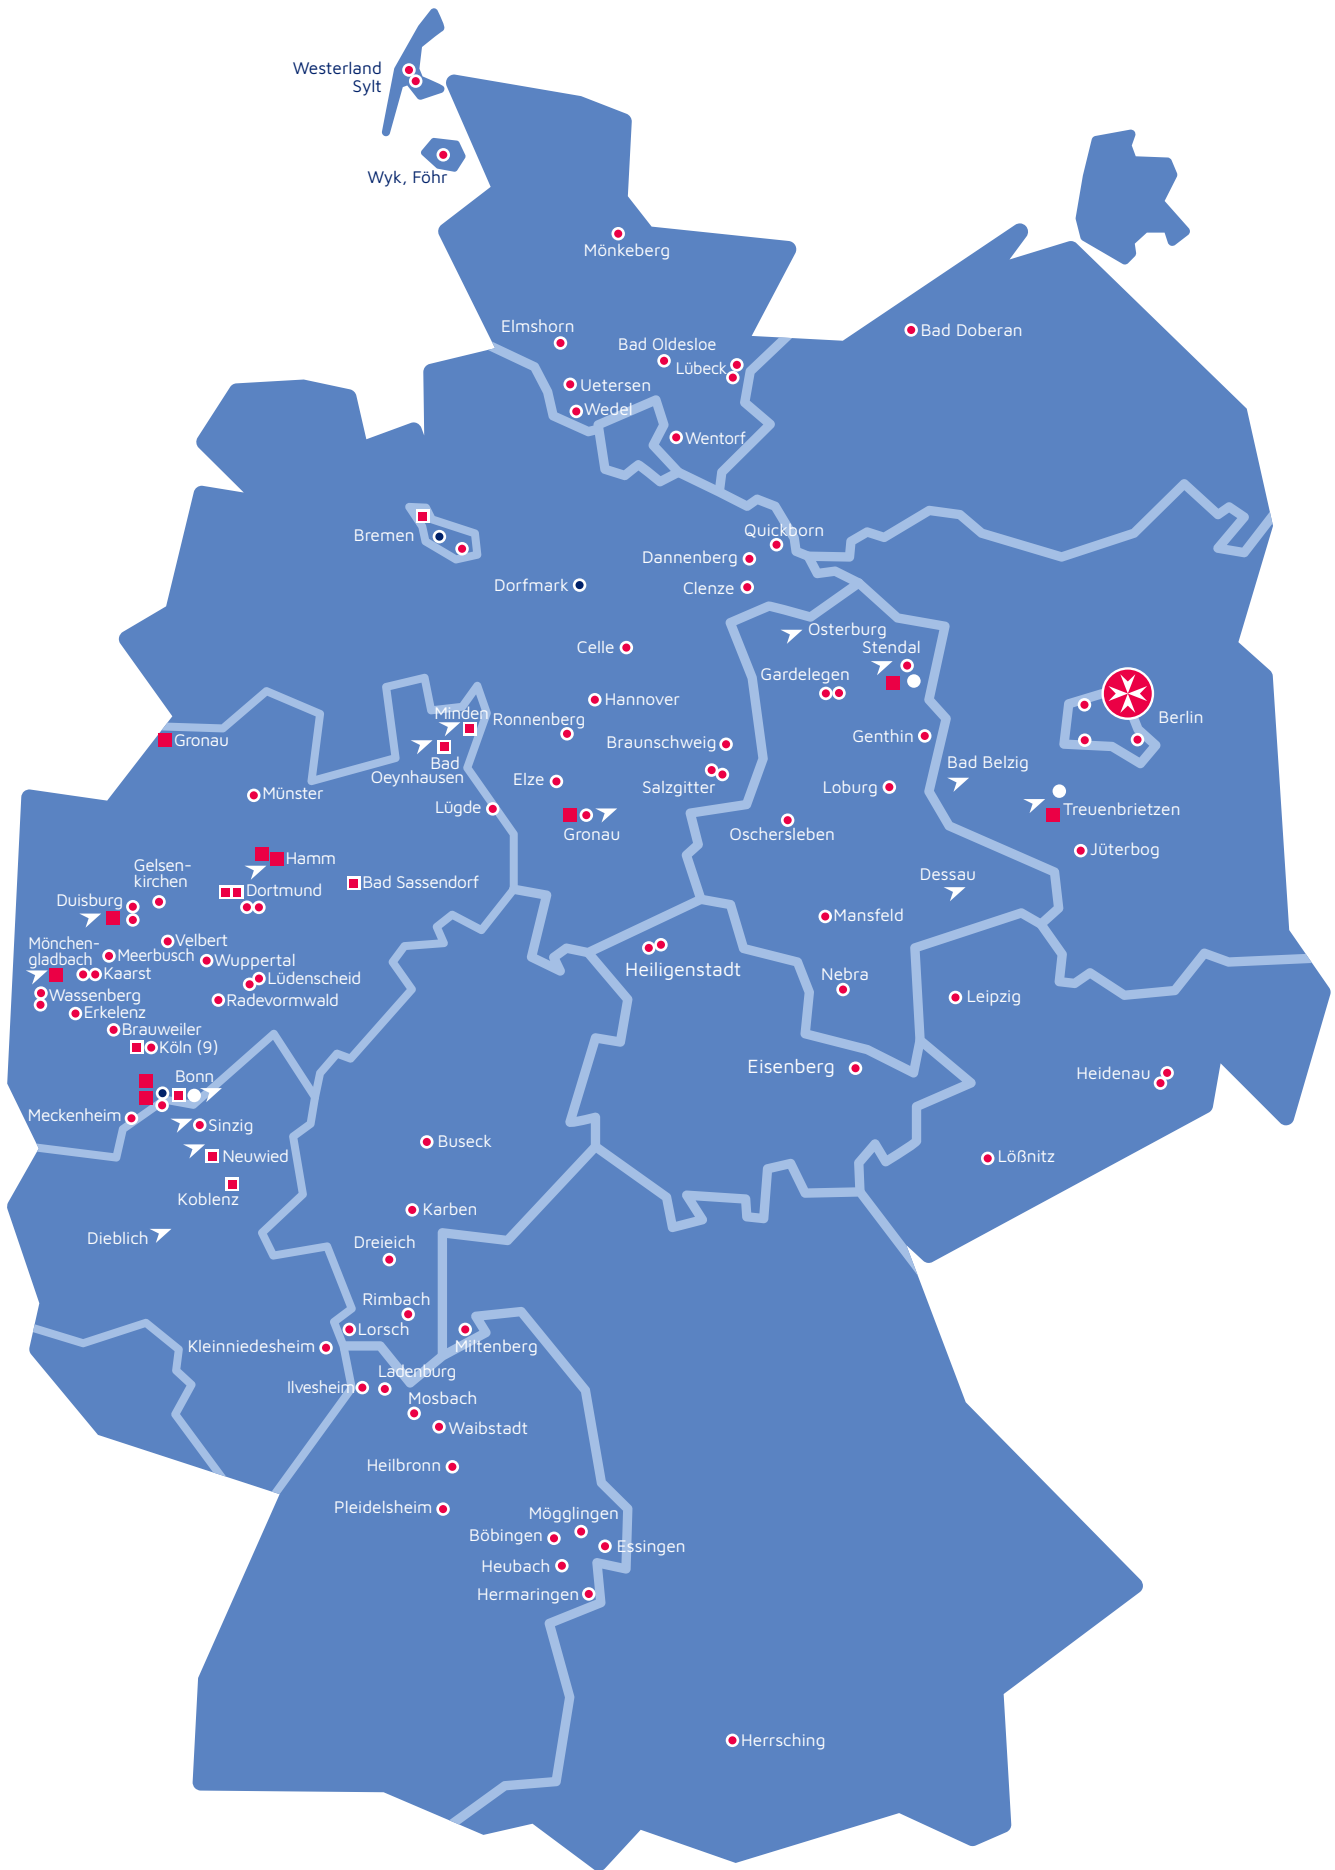 Westerland
Sylt
Wyk, Föhr
Mönkeberg
Elmshorn
Bad Doberan
Bad Oldesloe
Lübeck
Uetersen
Wedel
Wentorf
Quickborn
Bremen
Dannenberg
Dorfmark
Clenze
Osterburg
Celle
Stendal
Gardelegen
Hannover
Minden
Ronnenberg
Berlin
Gronau
Braunschweig
Genthin
Bad
Oeynhausen
Bad Belzig
Elze
Salzgitter
Loburg
Münster
Lügde
Treuenbrietzen
Gronau
Oschersleben
Jüterbog
Hamm
Gelsen-
kirchen
Dessau
Bad Sassendorf
Dortmund
Duisburg
Mansfeld
Velbert
Mönchen-
gladbach
Meerbusch
Wuppertal
Heiligenstadt
Kaarst
Lüdenscheid
Nebra
Wassenberg
Radevormwald
Leipzig
Erkelenz
Brauweiler
Köln (9)
Eisenberg
Bonn
Heidenau
Meckenheim
Sinzig
Buseck
Neuwied
Lößnitz
Koblenz
Karben
Dieblich
Dreieich
Rimbach
Lorsch
Kleinniedesheim
Miltenberg
Ladenburg
Ilvesheim
Mosbach
Waibstadt
Heilbronn
Pleidelsheim
Mögglingen
Böbingen
Essingen
Heubach
Hermaringen
Herrsching